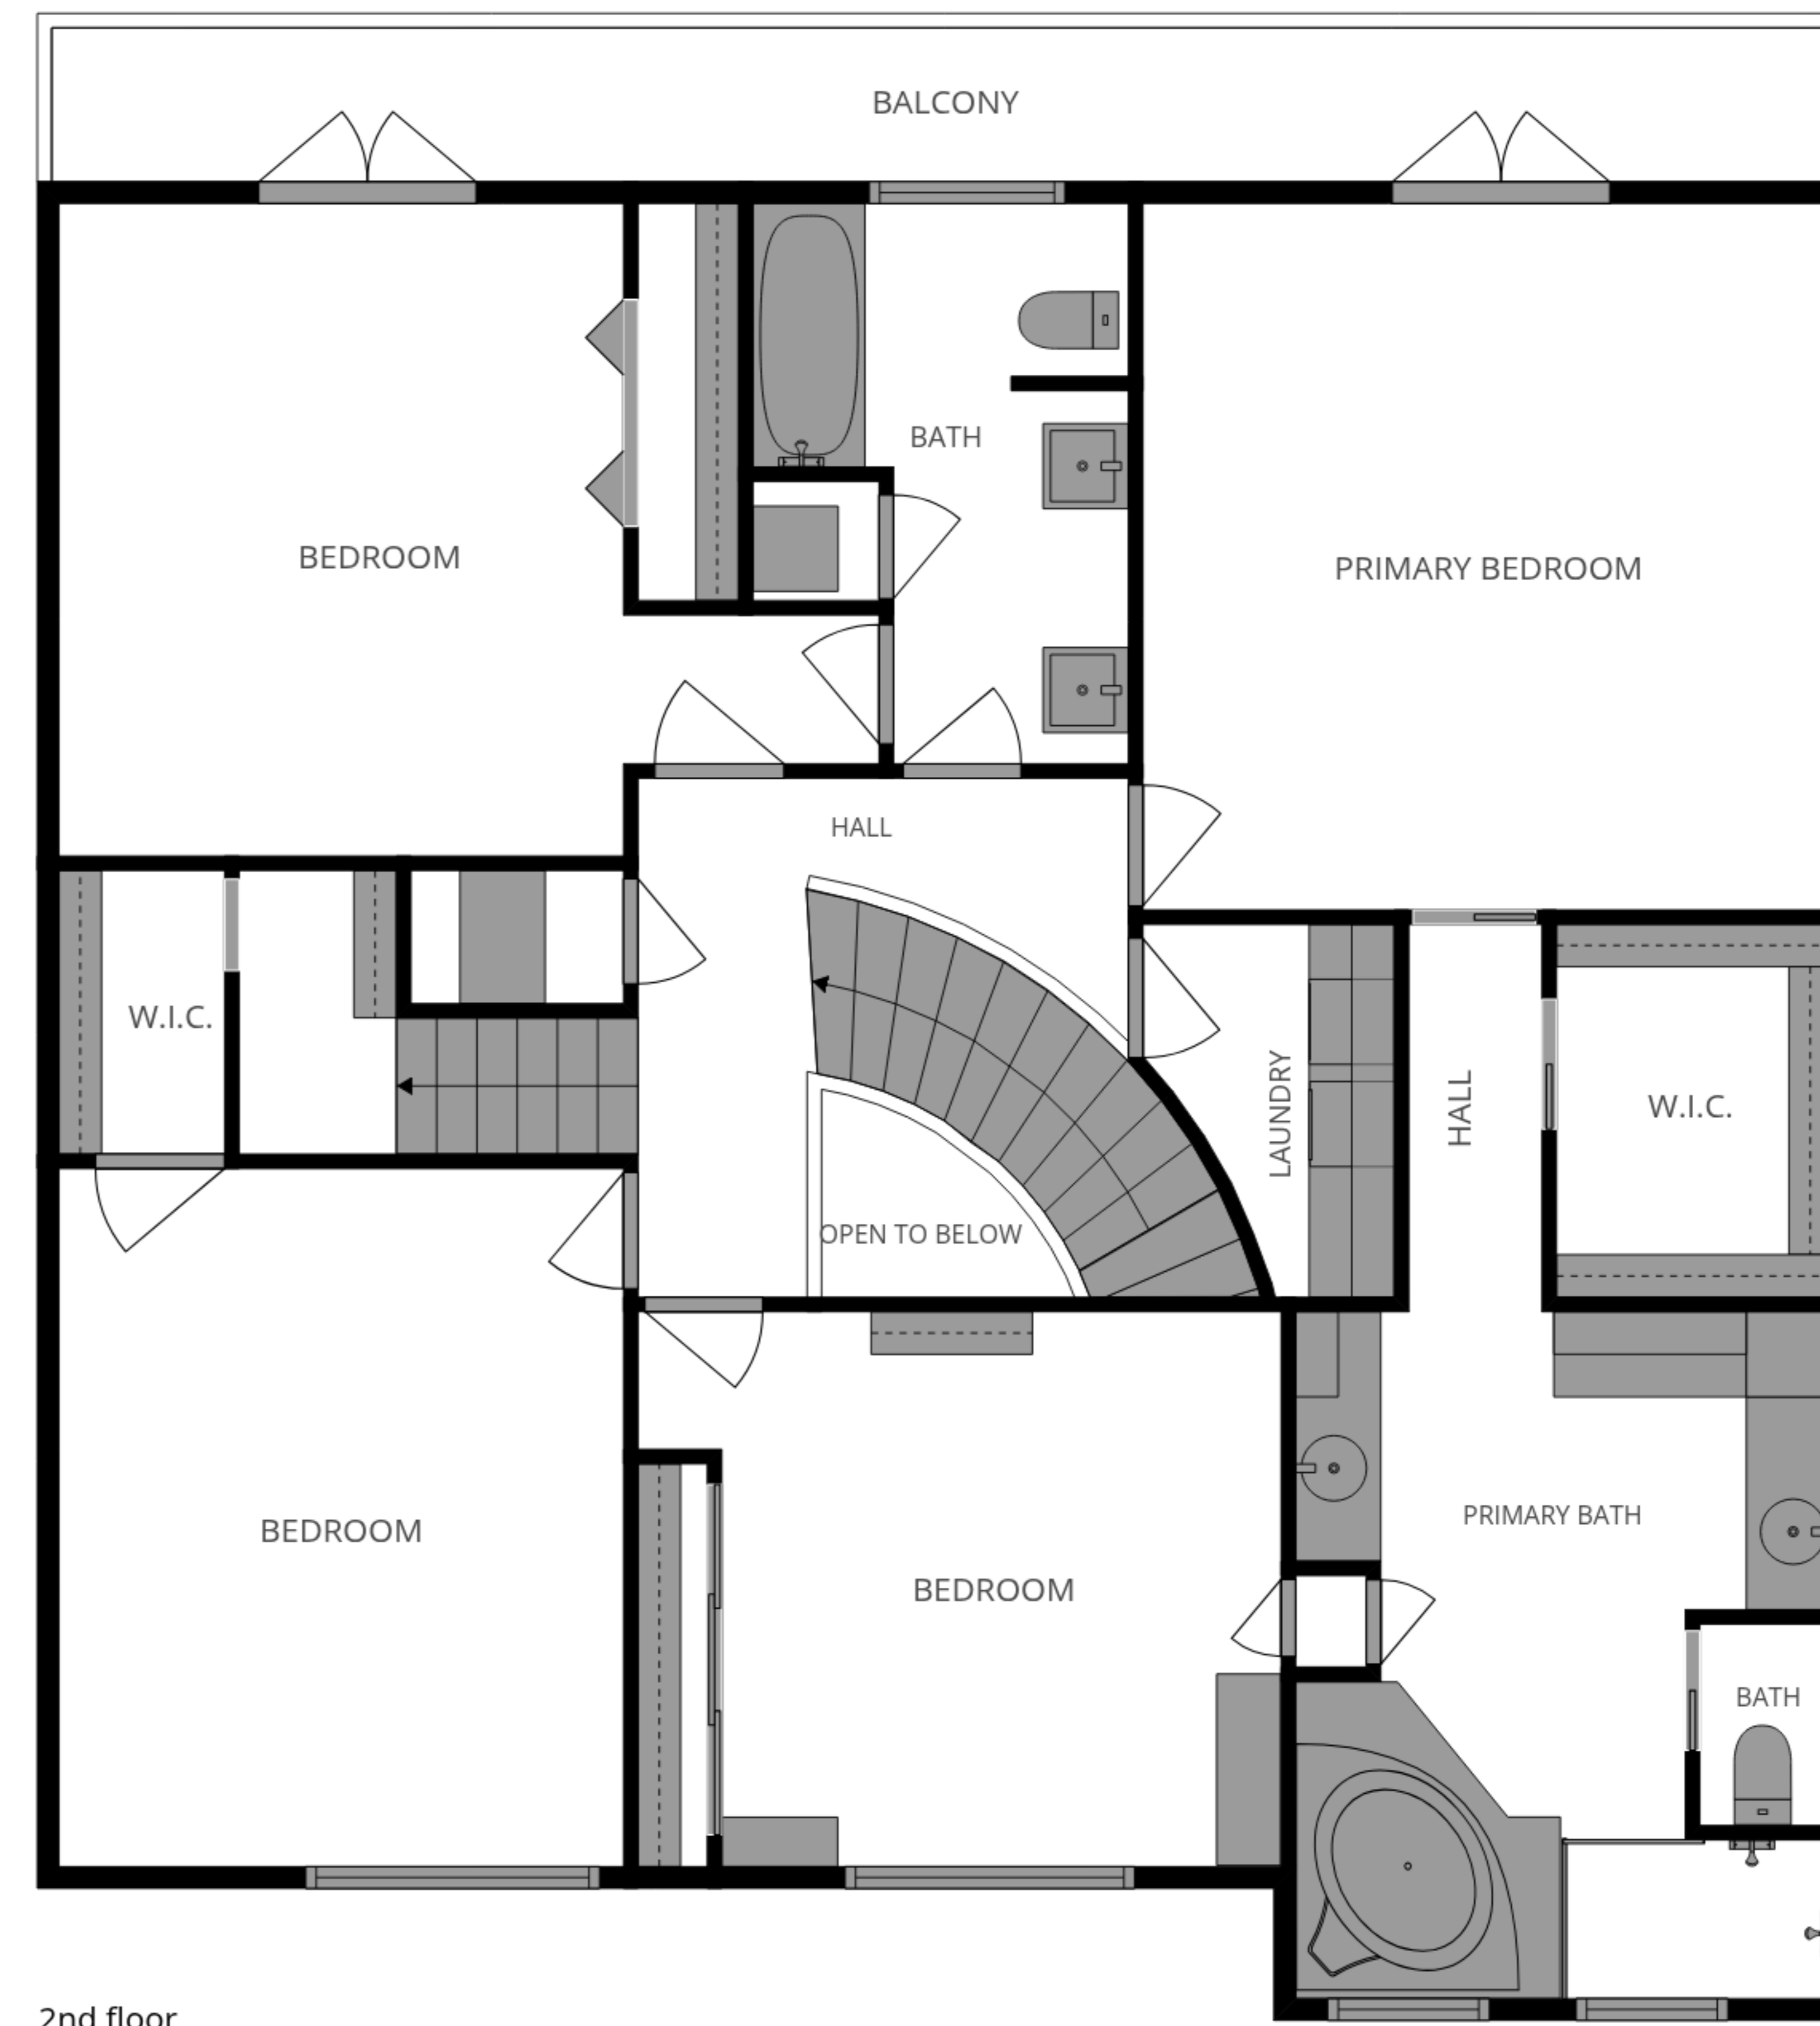 BALCONY
BATH
BEDROOM
PRIMARY BEDROOM
HALL
W.I.C.
LAUNDRY
HALL
W.I.C.
OPEN TO BELOW
PRIMARY BATH
BEDROOM
BEDROOM
BATH
2nd floor